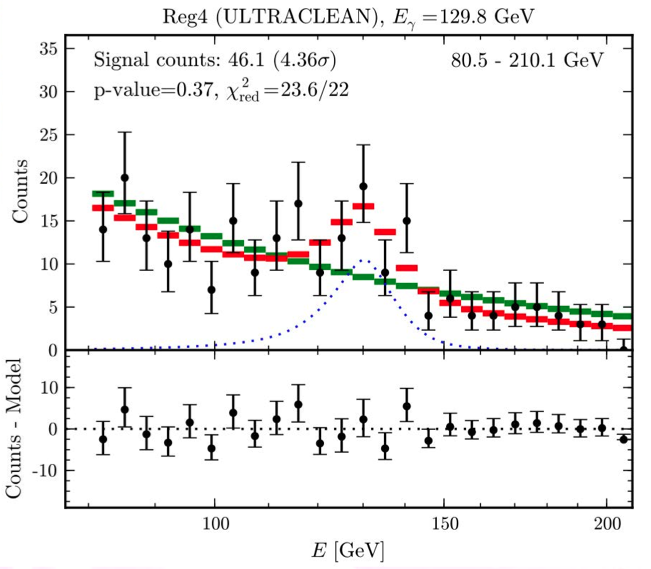 Reg4 (ULTRACLEAN), Eγ =129.8 GeV
Signal counts: 46.1 (4.36σ)
80.5 - 210.1 GeV
p-value=0.37, χ²red=23.6/22
35
30
25
20
15
10
5
0
Counts
10
0
-10
Counts - Model
100
150
200
E [GeV]